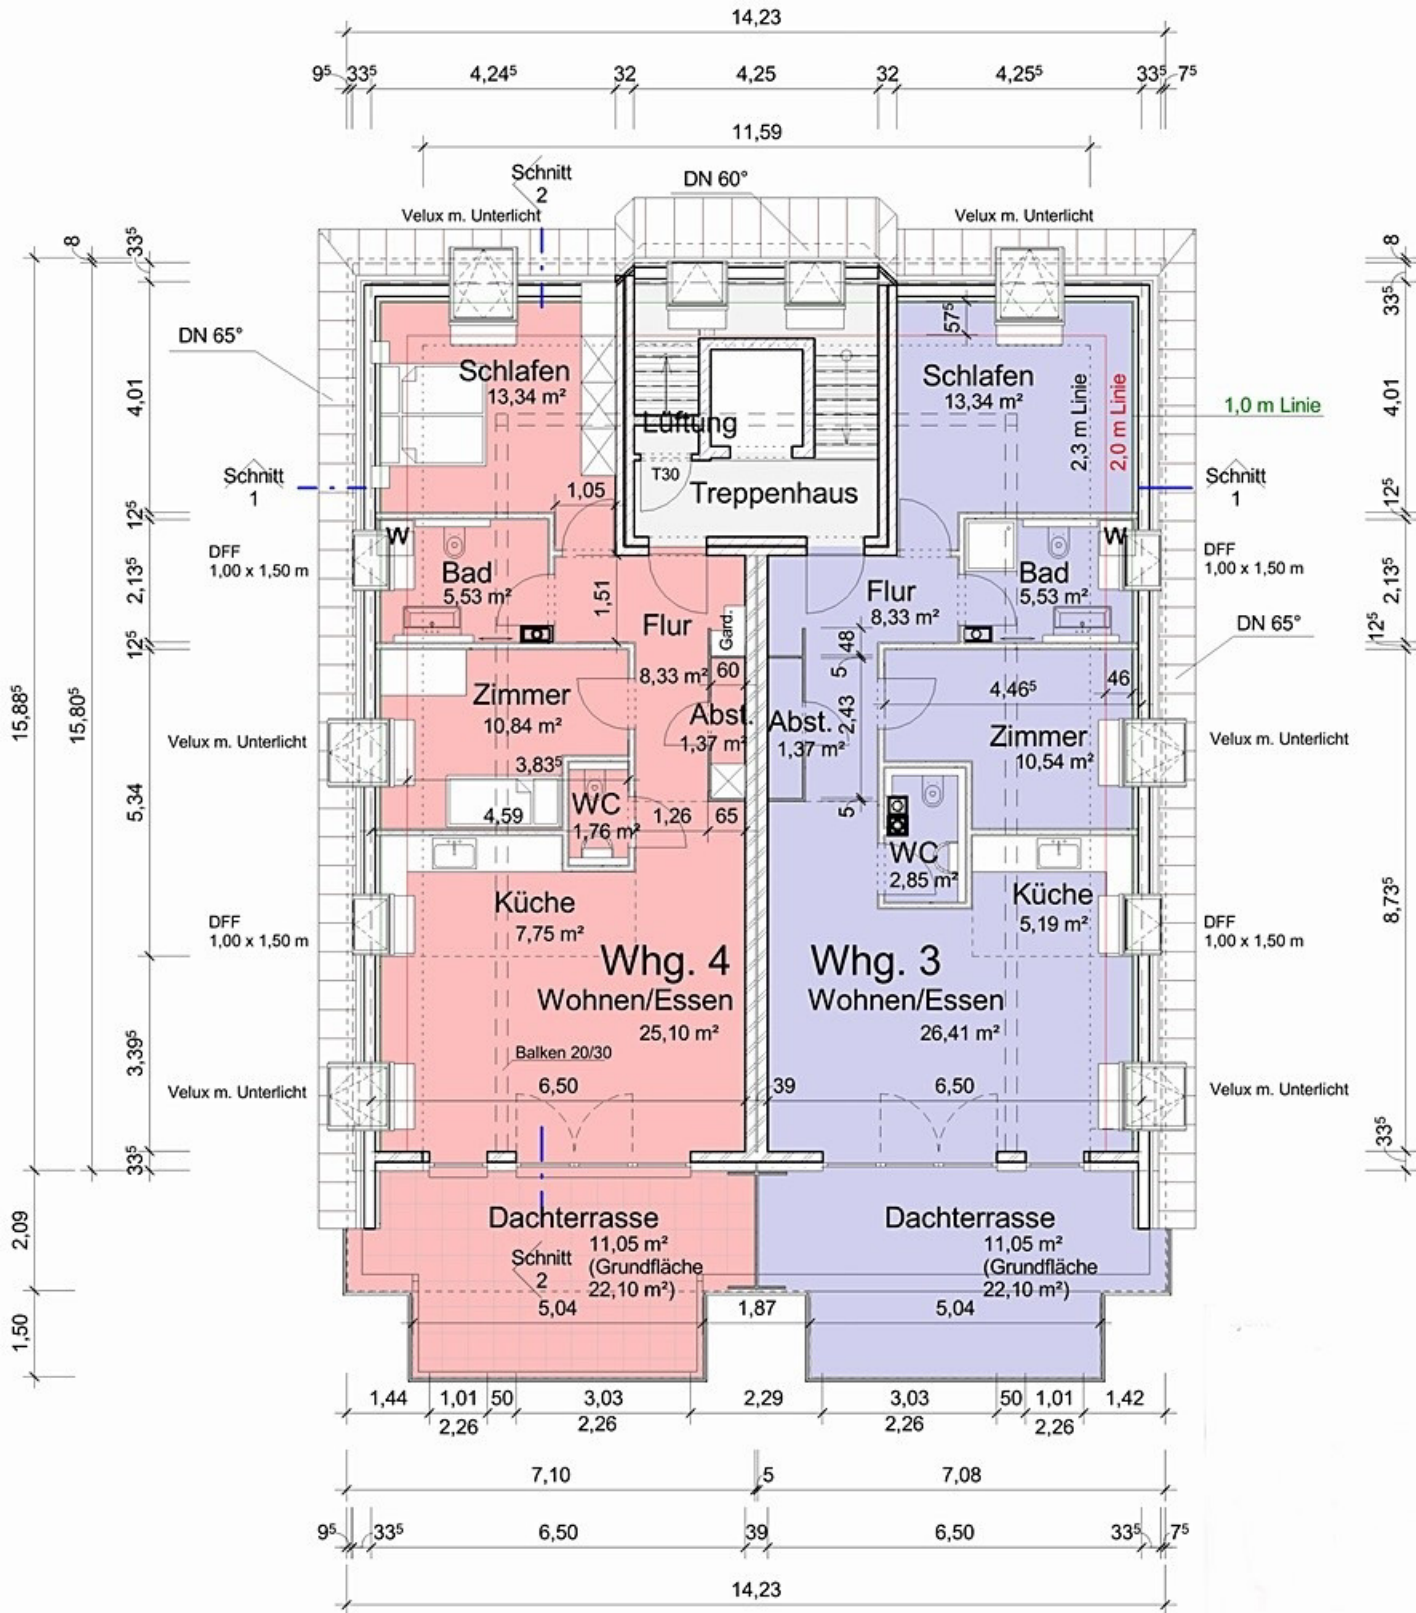 14,23
9⁵ 33⁵ 4,24⁵ 32 4,25 32 4,25⁵ 33⁵ 7⁵
11,59
Schnitt
2
DN 60°
Velux m. Unterlicht
Velux m. Unterlicht
8
33⁵
8
33⁵
DN 65°
57⁵
Schlafen
13,34 m²
Schlafen
13,34 m²
2,3 m Linie
2,0 m Linie
1,0 m Linie
4,01
4,01
Lüftung
T30
Treppenhaus
Schnitt
1
Schnitt
1
1,05
12⁵
12⁵
W
W
DFF
1,00 x 1,50 m
DFF
1,00 x 1,50 m
Bad
5,53 m²
Bad
5,53 m²
2,13⁵
2,13⁵
1,51
Flur
8,33 m²
Gard.
Flur
8,33 m²
48
5
DN 65°
12⁵
12⁵
60
Zimmer
10,84 m²
Abst.
1,37 m²
Abst.
1,37 m²
2,43
4,46⁵
46
Zimmer
10,54 m²
15,88⁵
15,80⁵
Velux m. Unterlicht
Velux m. Unterlicht
3,83⁵
4,59
WC
1,76 m²
1,26
65
5
WC
2,85 m²
5,34
8,73⁵
Küche
7,75 m²
Küche
5,19 m²
DFF
1,00 x 1,50 m
DFF
1,00 x 1,50 m
Whg. 4
Wohnen/Essen
25,10 m²
Whg. 3
Wohnen/Essen
26,41 m²
3,39⁵
Balken 20/30
6,50
39
6,50
Velux m. Unterlicht
Velux m. Unterlicht
33⁵
33⁵
2,09
Dachterrasse
11,05 m²
(Grundfläche
22,10 m²)
Schnitt
2
Dachterrasse
11,05 m²
(Grundfläche
22,10 m²)
5,04
1,87
5,04
1,50
1,44 1,01 50 3,03 2,29 3,03 50 1,01 1,42
2,26 2,26 2,26 2,26
7,10 5 7,08
9⁵ 33⁵ 6,50 39 6,50 33⁵ 7⁵
14,23